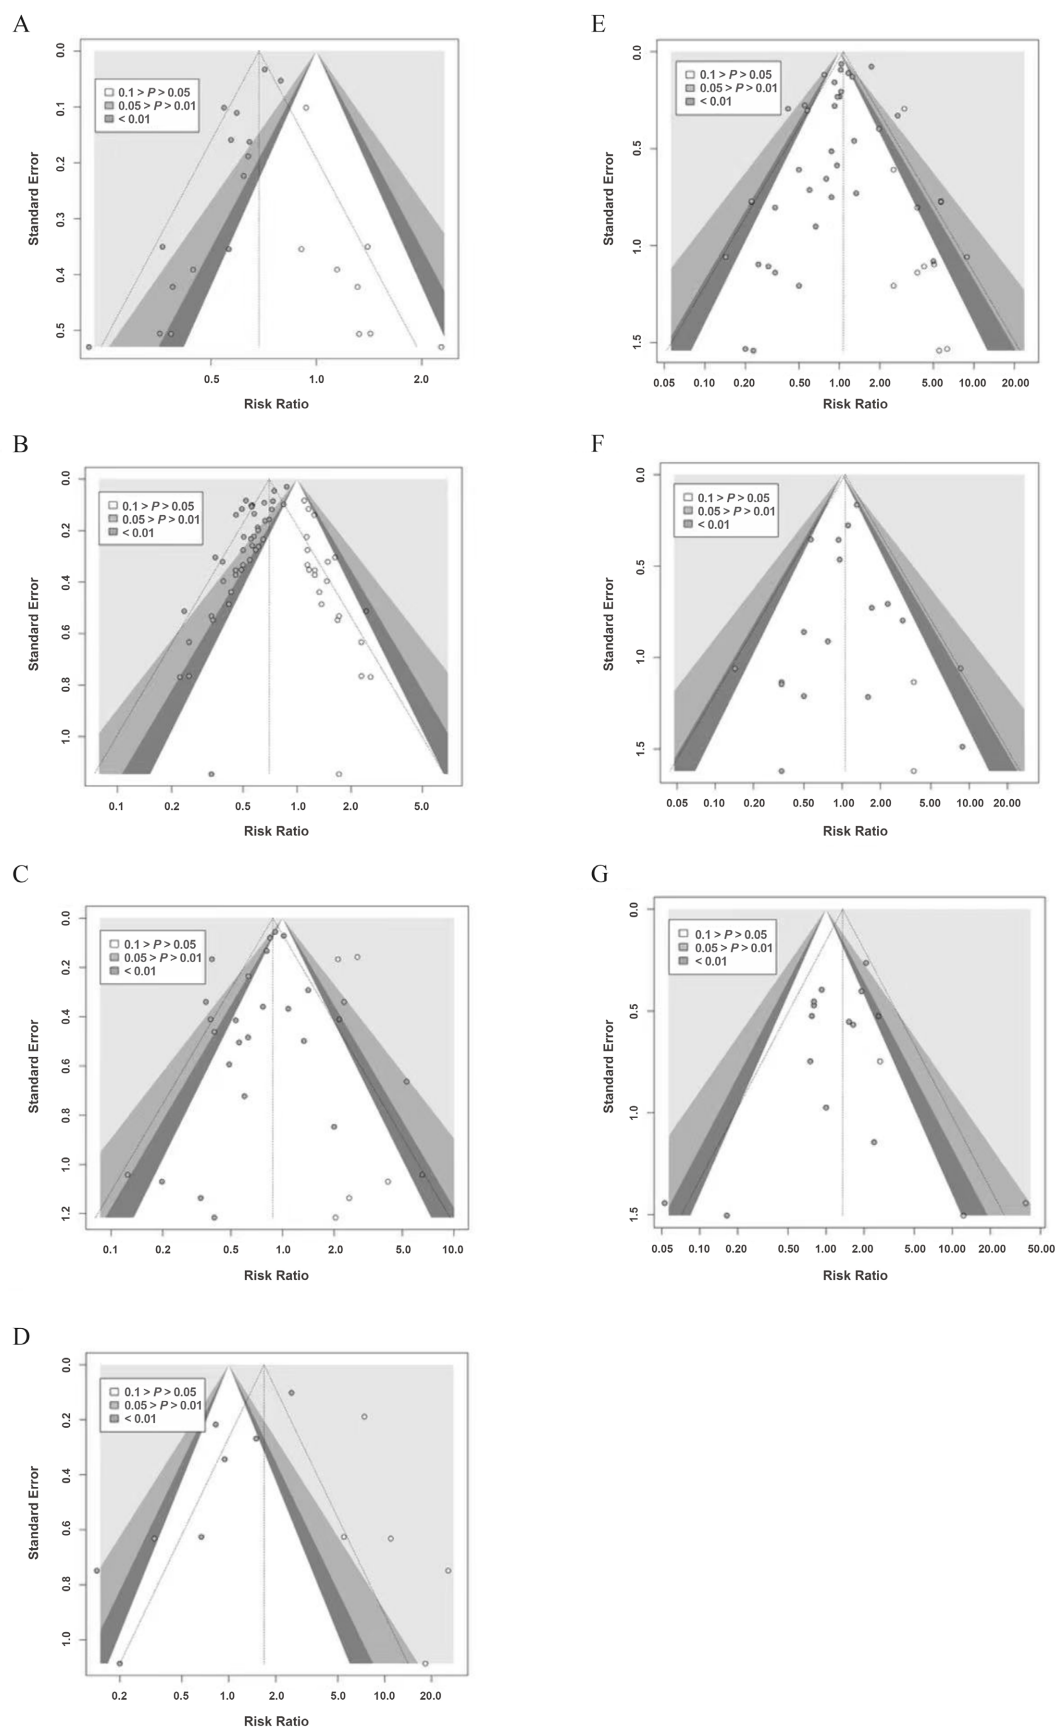 A
0.0
0.1
0.2
0.3
0.4
0.5
Standard Error
0.1 > P > 0.05
0.05 > P > 0.01
< 0.01
0.5 1.0 2.0
Risk Ratio
E
0.0
0.5
1.0
1.5
Standard Error
0.1 > P > 0.05
0.05 > P > 0.01
< 0.01
0.05 0.10 0.20 0.50 1.00 2.00 5.00 10.00 20.00
Risk Ratio
B
0.0
0.2
0.4
0.6
0.8
1.0
Standard Error
0.1 > P > 0.05
0.05 > P > 0.01
< 0.01
0.1 0.2 0.5 1.0 2.0 5.0
Risk Ratio
F
0.0
0.5
1.0
1.5
Standard Error
0.1 > P > 0.05
0.05 > P > 0.01
< 0.01
0.05 0.10 0.20 0.50 1.00 2.00 5.00 10.00 20.00
Risk Ratio
C
0.0
0.2
0.4
0.6
0.8
1.0
1.2
Standard Error
0.1 > P > 0.05
0.05 > P > 0.01
< 0.01
0.1 0.2 0.5 1.0 2.0 5.0 10.0
Risk Ratio
G
0.0
0.5
1.0
1.5
Standard Error
0.1 > P > 0.05
0.05 > P > 0.01
< 0.01
0.05 0.10 0.20 0.50 1.00 2.00 5.00 10.00 20.00 50.00
Risk Ratio
D
0.0
0.2
0.4
0.6
0.8
1.0
Standard Error
0.1 > P > 0.05
0.05 > P > 0.01
< 0.01
0.2 0.5 1.0 2.0 5.0 10.0 20.0
Risk Ratio